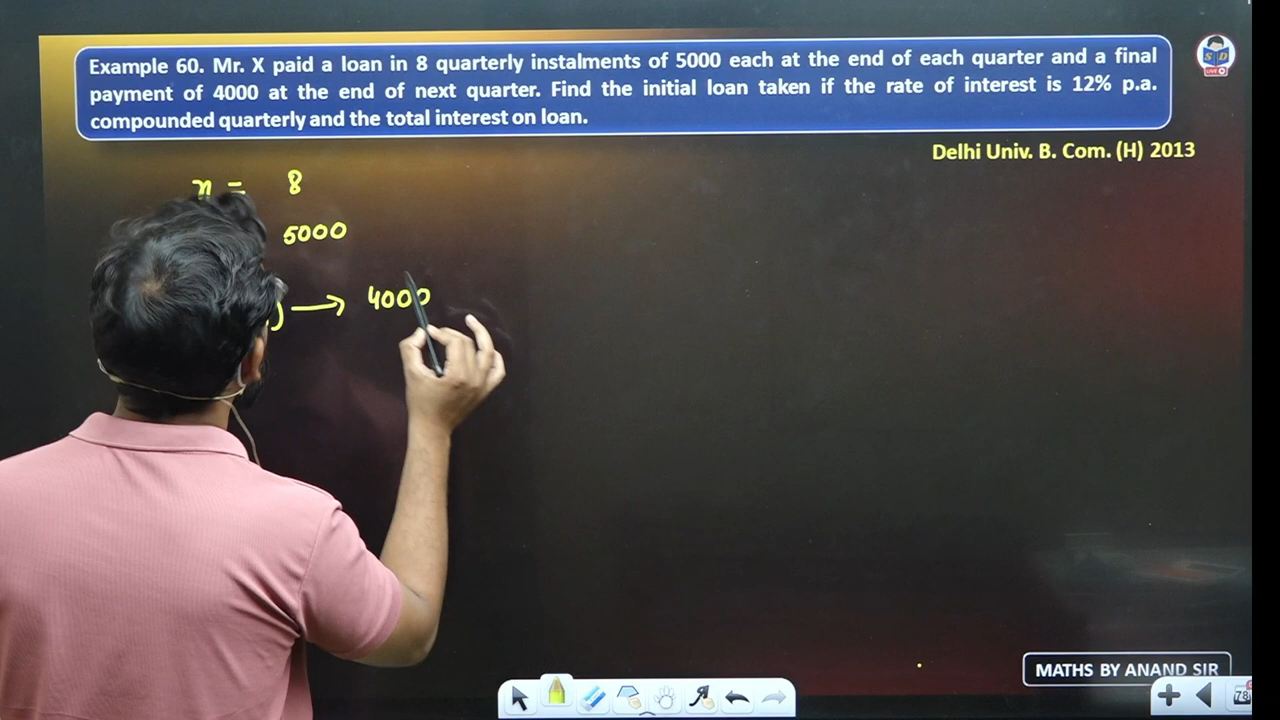 Example 60. Mr. X paid a loan in 8 quarterly instalments of 5000 each at the end of each quarter and a final
payment of 4000 at the end of next quarter. Find the initial loan taken if the rate of interest is 12% p.a.
compounded quarterly and the total interest on loan.
S D
LIVE
Delhi Univ. B. Com. (H) 2013
n = 8
5000
) → 4000
MATHS BY ANAND SIR
78